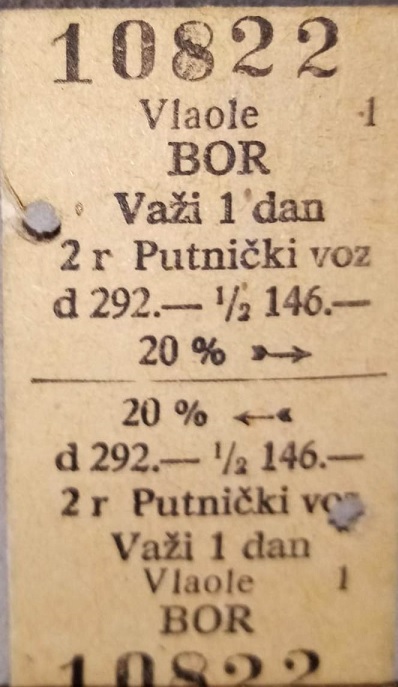 10822
Vlaole 1
BOR
Važi 1 dan
2 r Putnički voz
d 292.— ½ 146.—
20 % ➳→
20 % ←«
d 292.— ½ 146.—
2 r Putnički voz
Važi 1 dan
Vlaole 1
BOR
10822